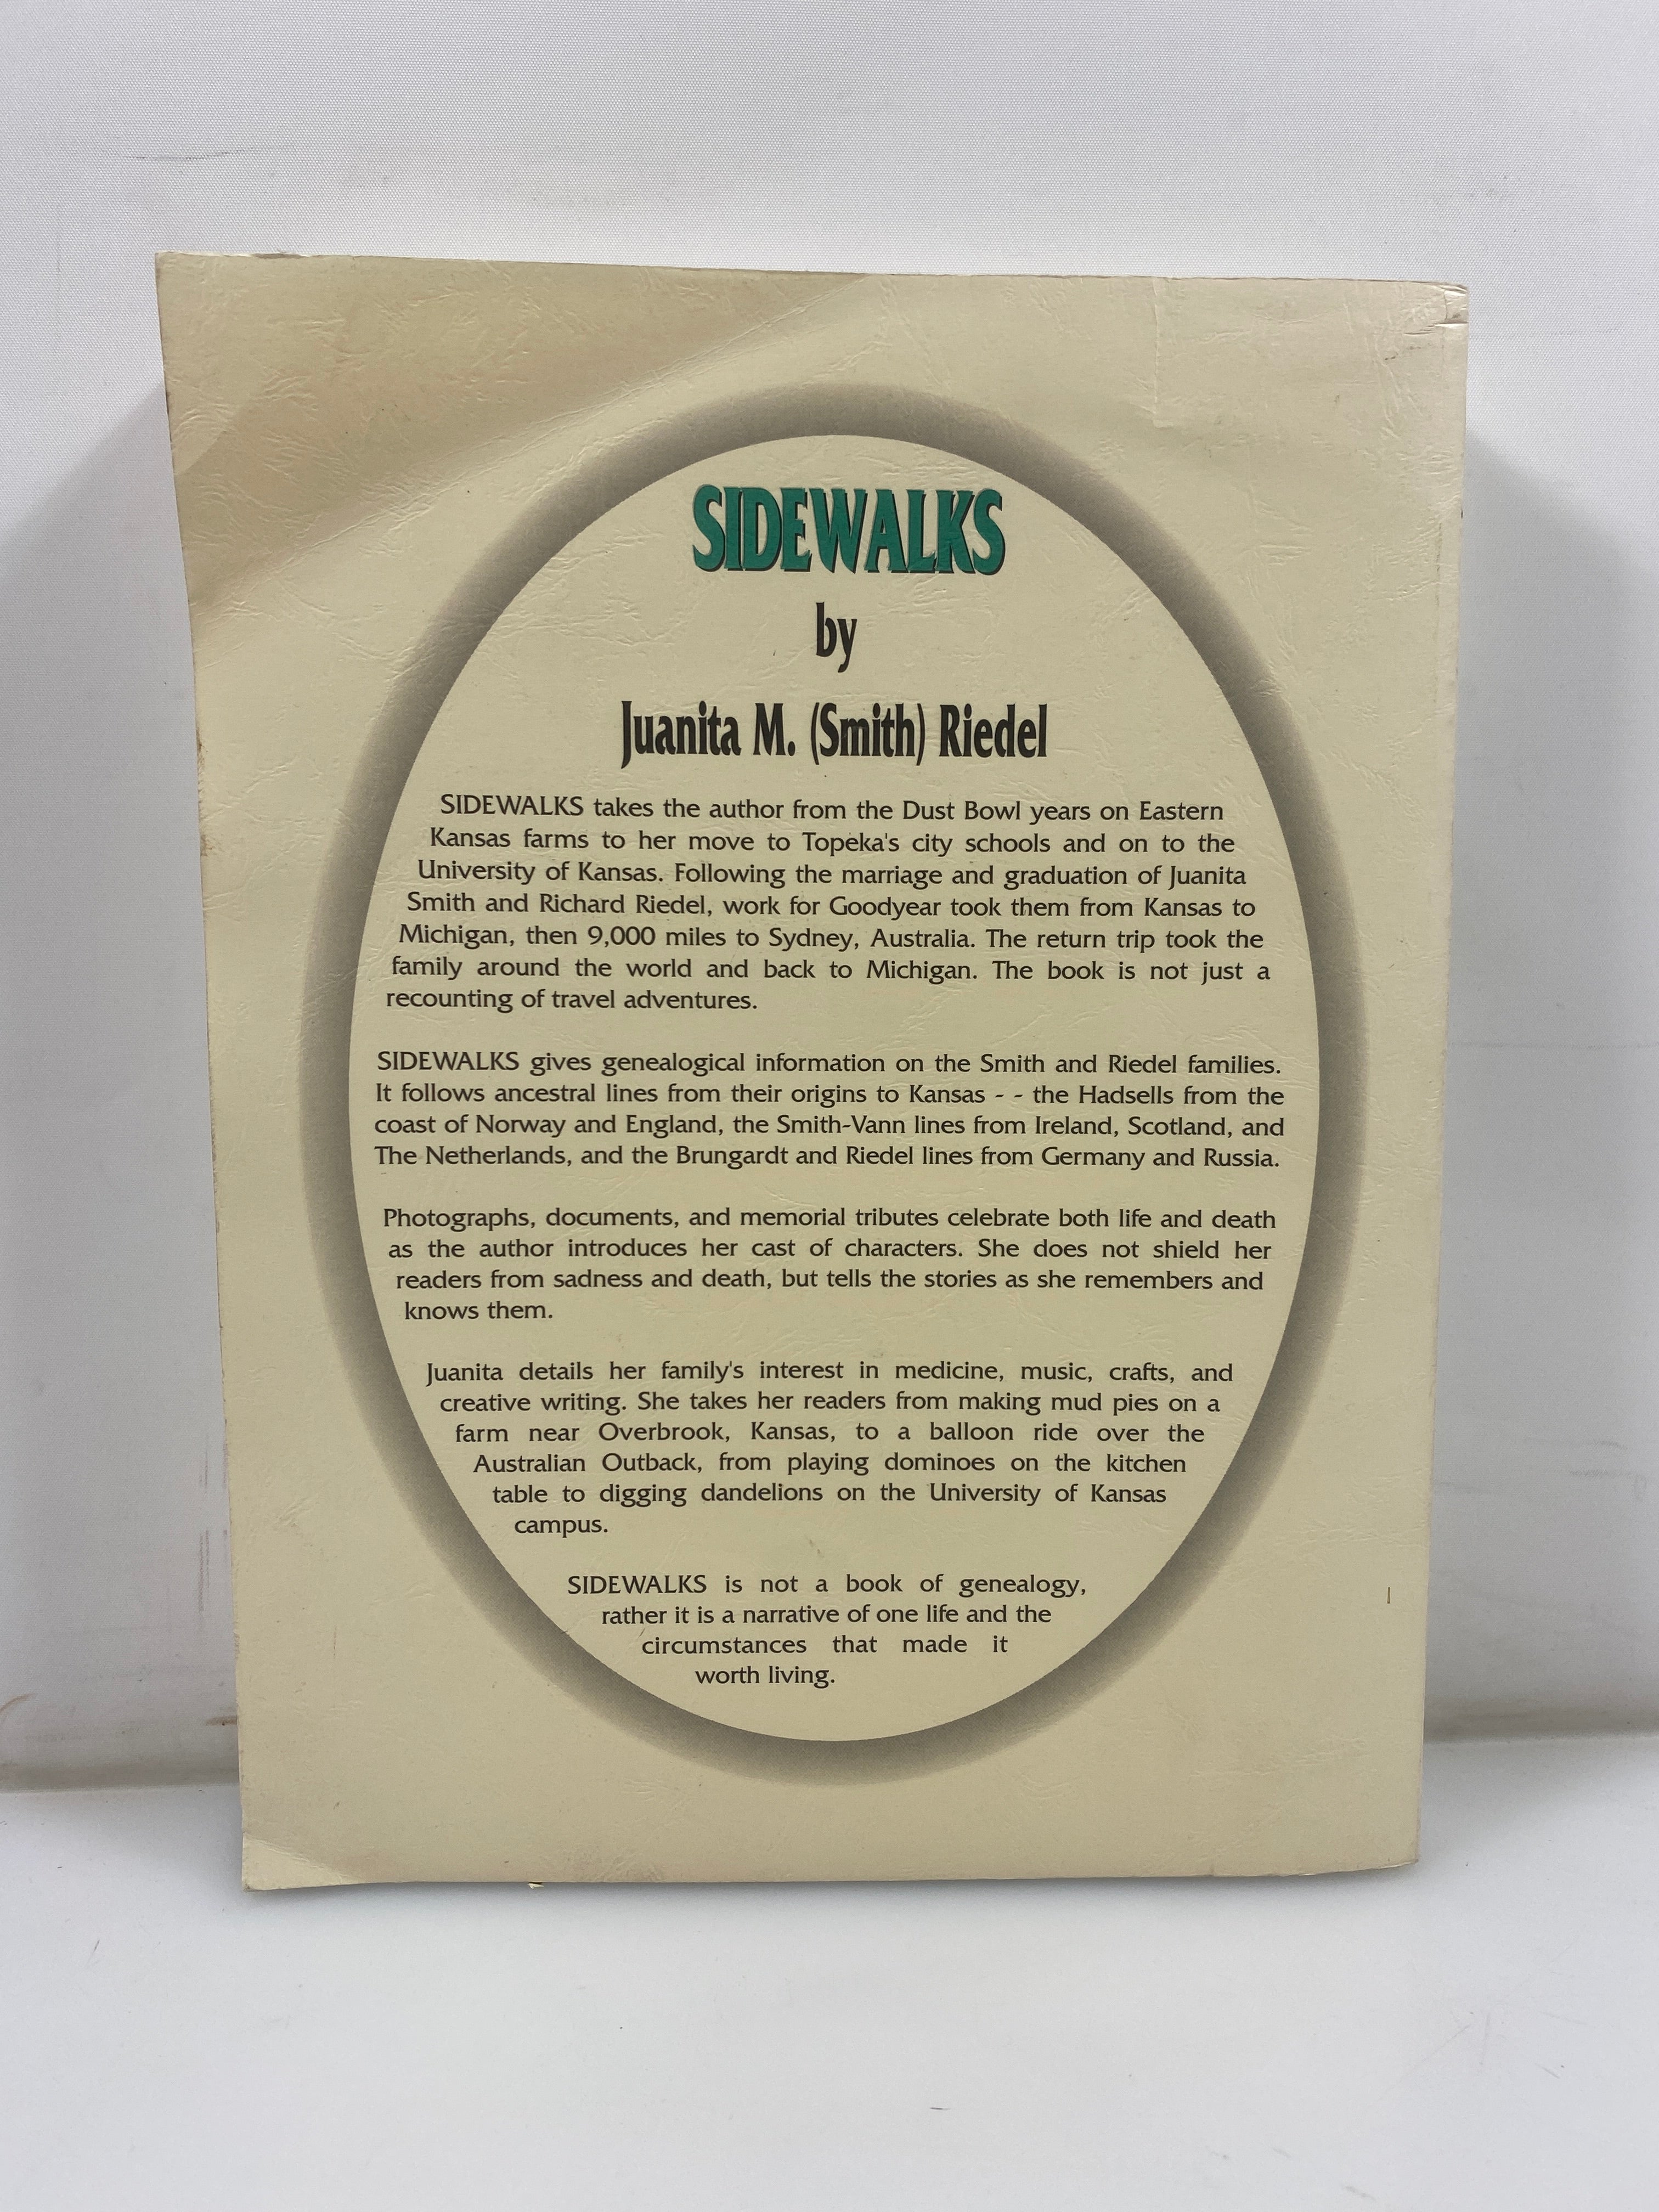 SIDEWALKS
by
Juanita M. (Smith) Riedel
SIDEWALKS takes the author from the Dust Bowl years on Eastern
Kansas farms to her move to Topeka's city schools and on to the
University of Kansas. Following the marriage and graduation of Juanita
Smith and Richard Riedel, work for Goodyear took them from Kansas to
Michigan, then 9,000 miles to Sydney, Australia. The return trip took the
family around the world and back to Michigan. The book is not just a
recounting of travel adventures.
SIDEWALKS gives genealogical information on the Smith and Riedel families.
It follows ancestral lines from their origins to Kansas - - the Hadsells from the
coast of Norway and England, the Smith-Vann lines from Ireland, Scotland, and
The Netherlands, and the Brungardt and Riedel lines from Germany and Russia.
Photographs, documents, and memorial tributes celebrate both life and death
as the author introduces her cast of characters. She does not shield her
readers from sadness and death, but tells the stories as she remembers and
knows them.
Juanita details her family's interest in medicine, music, crafts, and
creative writing. She takes her readers from making mud pies on a
farm near Overbrook, Kansas, to a balloon ride over the
Australian Outback, from playing dominoes on the kitchen
table to digging dandelions on the University of Kansas
campus.
SIDEWALKS is not a book of genealogy,
rather it is a narrative of one life and the
circumstances that made it
worth living.